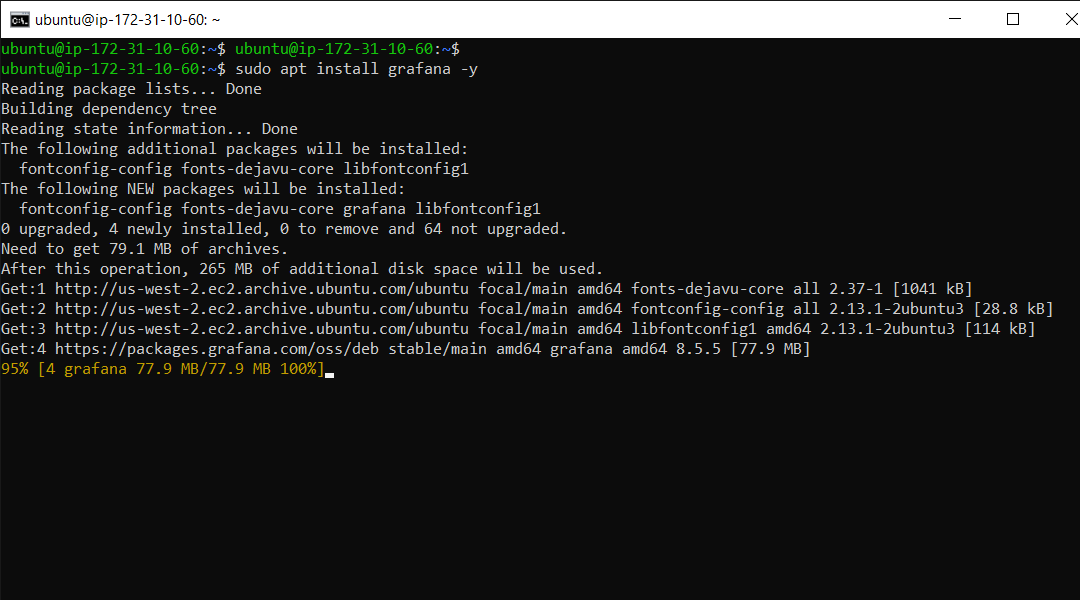 ubuntu@ip-172-31-10-60: ~
ubuntu@ip-172-31-10-60:~$ ubuntu@ip-172-31-10-60:~$
ubuntu@ip-172-31-10-60:~$ sudo apt install grafana -y
Reading package lists... Done
Building dependency tree
Reading state information... Done
The following additional packages will be installed:
  fontconfig-config fonts-dejavu-core libfontconfig1
The following NEW packages will be installed:
  fontconfig-config fonts-dejavu-core grafana libfontconfig1
0 upgraded, 4 newly installed, 0 to remove and 64 not upgraded.
Need to get 79.1 MB of archives.
After this operation, 265 MB of additional disk space will be used.
Get:1 http://us-west-2.ec2.archive.ubuntu.com/ubuntu focal/main amd64 fonts-dejavu-core all 2.37-1 [1041 kB]
Get:2 http://us-west-2.ec2.archive.ubuntu.com/ubuntu focal/main amd64 fontconfig-config all 2.13.1-2ubuntu3 [28.8 kB]
Get:3 http://us-west-2.ec2.archive.ubuntu.com/ubuntu focal/main amd64 libfontconfig1 amd64 2.13.1-2ubuntu3 [114 kB]
Get:4 https://packages.grafana.com/oss/deb stable/main amd64 grafana amd64 8.5.5 [77.9 MB]
95% [4 grafana 77.9 MB/77.9 MB 100%]